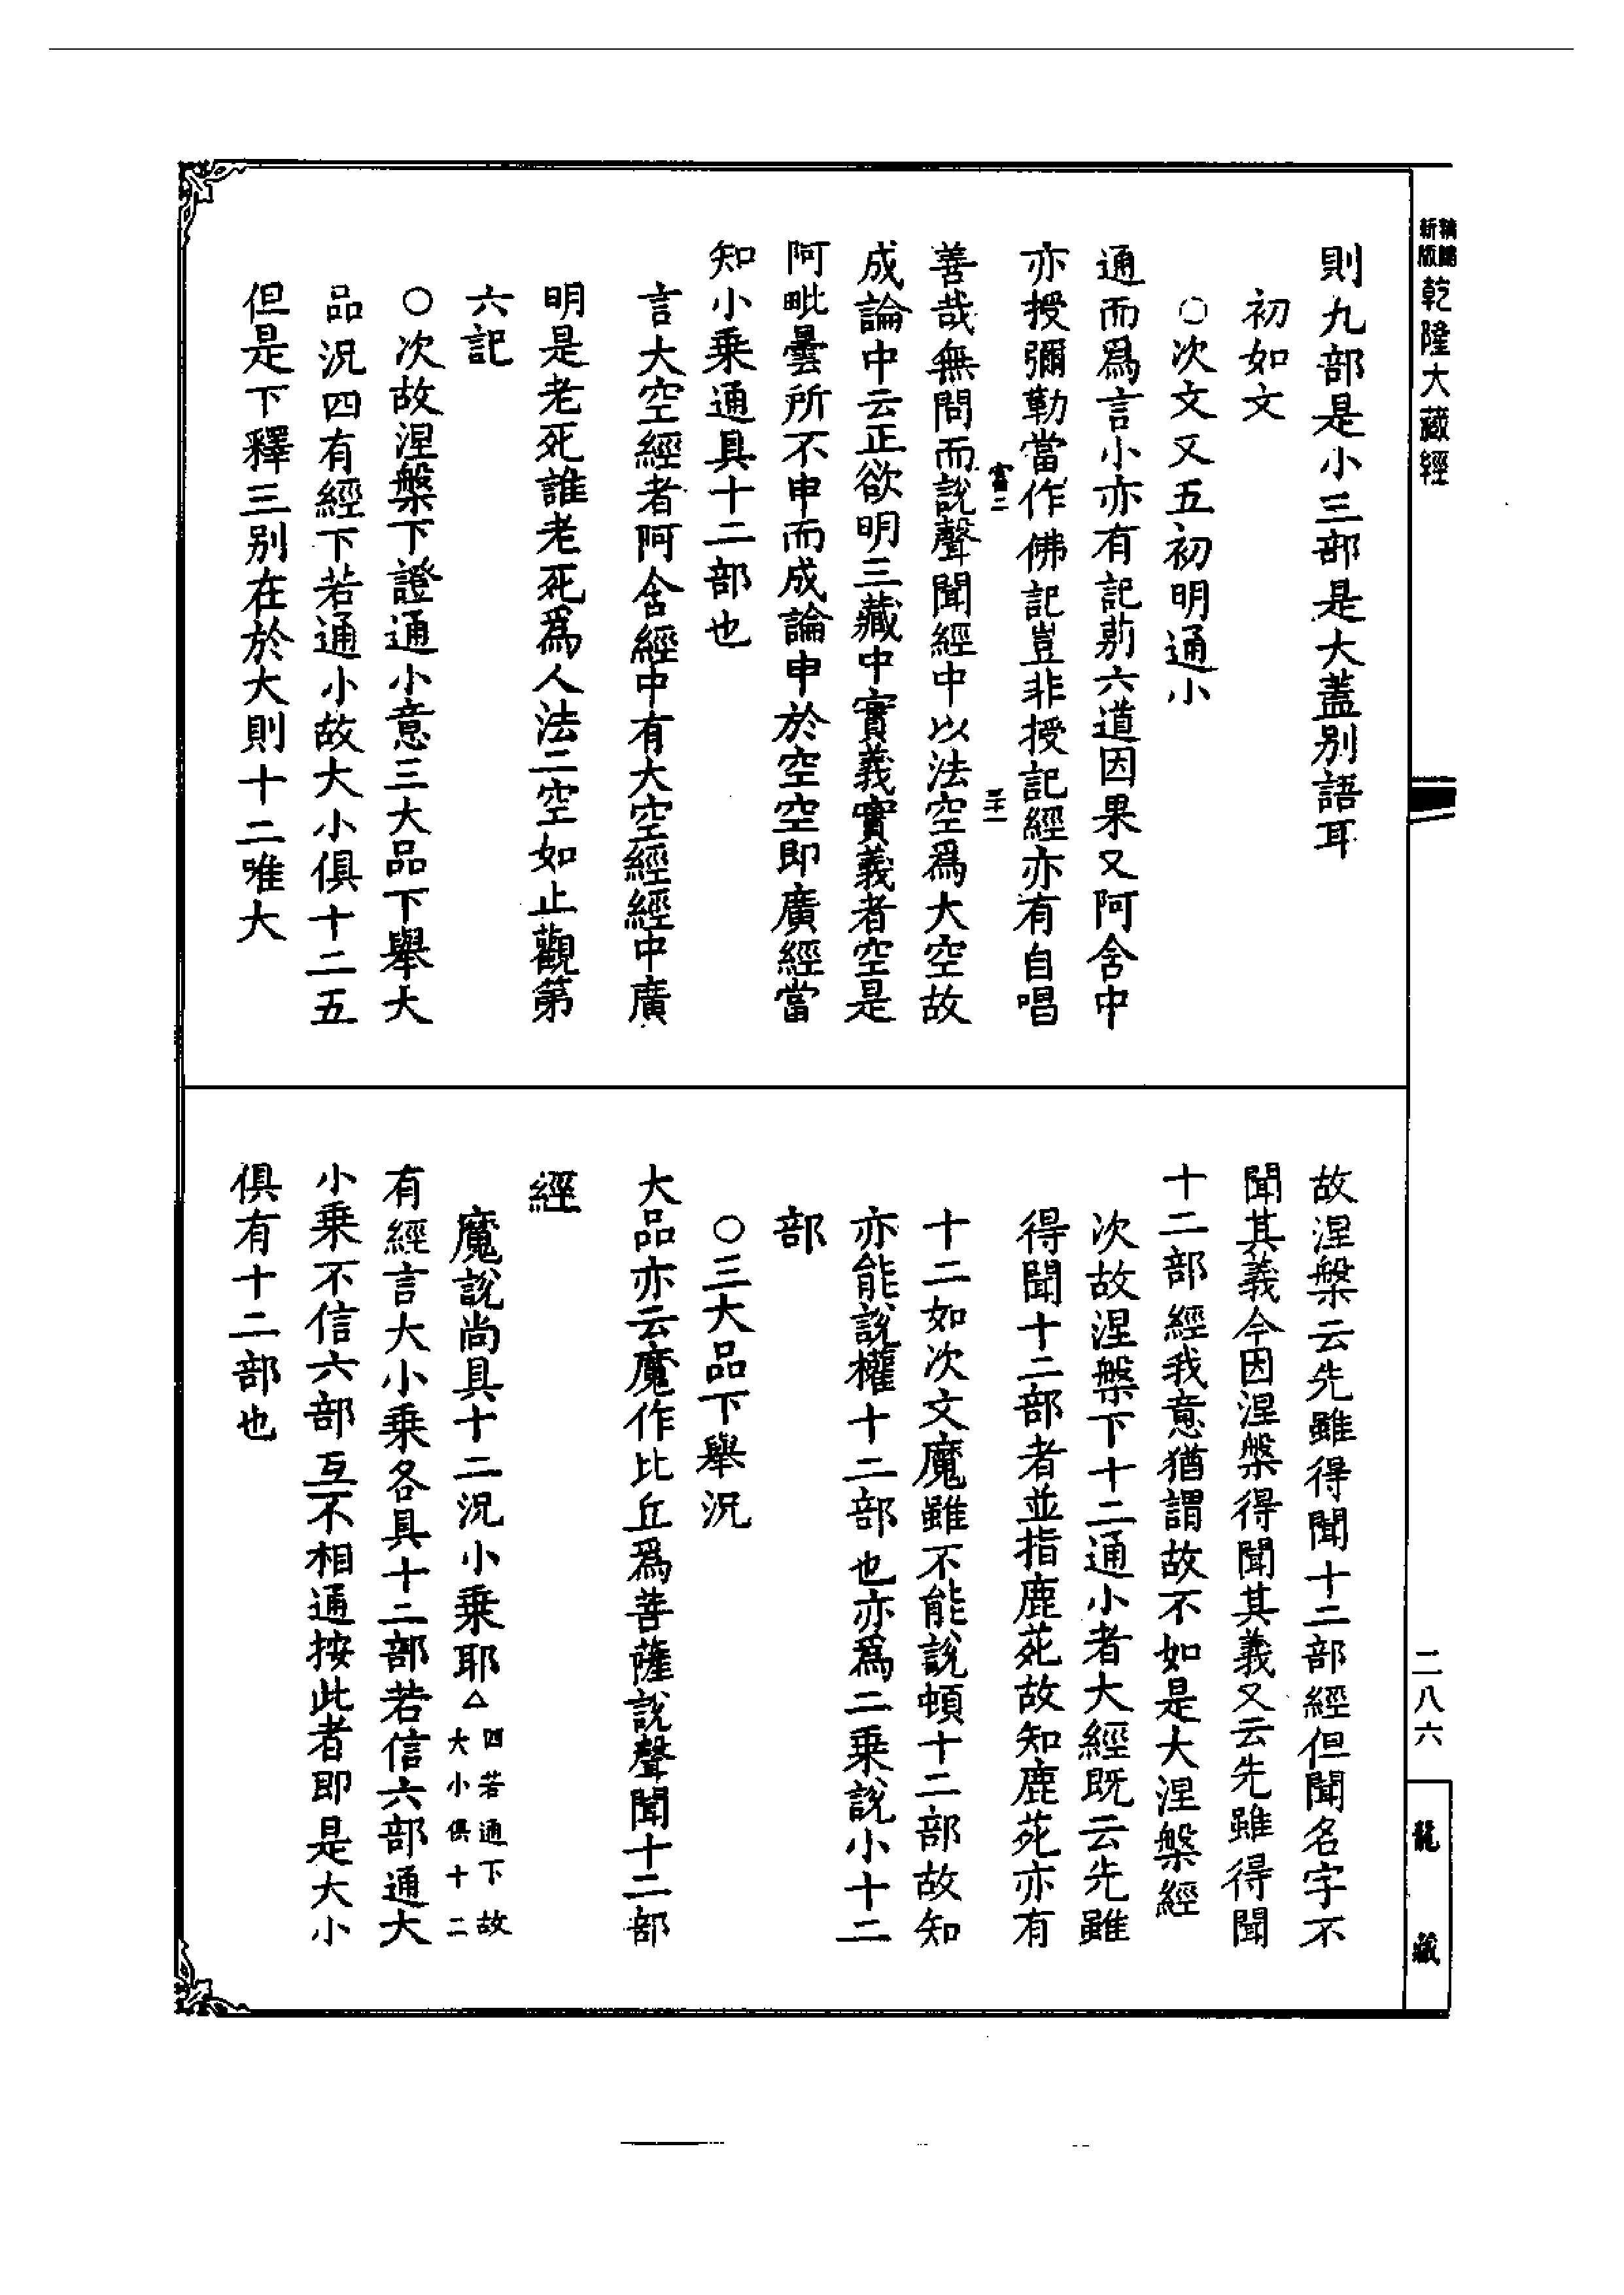 精縮
新版
乾隆大藏經
則九部是小三部是大蓋別語耳
初如文
○次文又五初明通小
通而爲言小亦有記莂六道因果又阿含中
亦授彌勒當作佛記豈非授記經亦有自唱
善哉無問而說聲聞經中以法空爲大空故
成論中云正欲明三藏中實義實義者空是
阿毗曇所不申而成論申於空空即廣經當
知小乗通具十二部也
言大空經者阿含經中有大空經經中廣
明是老死誰老死爲人法二空如止觀第
六記
○次故涅槃下證通小意三大品下舉大
品況四有經下若通小故大小俱十二五
但是下釋三別在於大則十二唯大
故涅槃云先雖得聞十二部經但聞名字不
聞其義今因涅槃得聞其義又云先雖得聞
十二部經我意猶謂故不如是大涅槃經
次故涅槃下十二通小者大經既云先雖
得聞十二部者並指鹿苑故知鹿苑亦有
十二如次文魔雖不能說頓十二部故知
亦能說權十二部也亦爲二乗說小十二
部
○三大品下舉況
大品亦云魔作比丘爲菩薩說聲聞十二部
經
魔說尚具十二況小乗耶△四若通下故
大小俱十二
有經言大小乗各具十二部若信六部通大
小乗不信六部互不相通按此者即是大小
俱有十二部也
二八六
龍藏